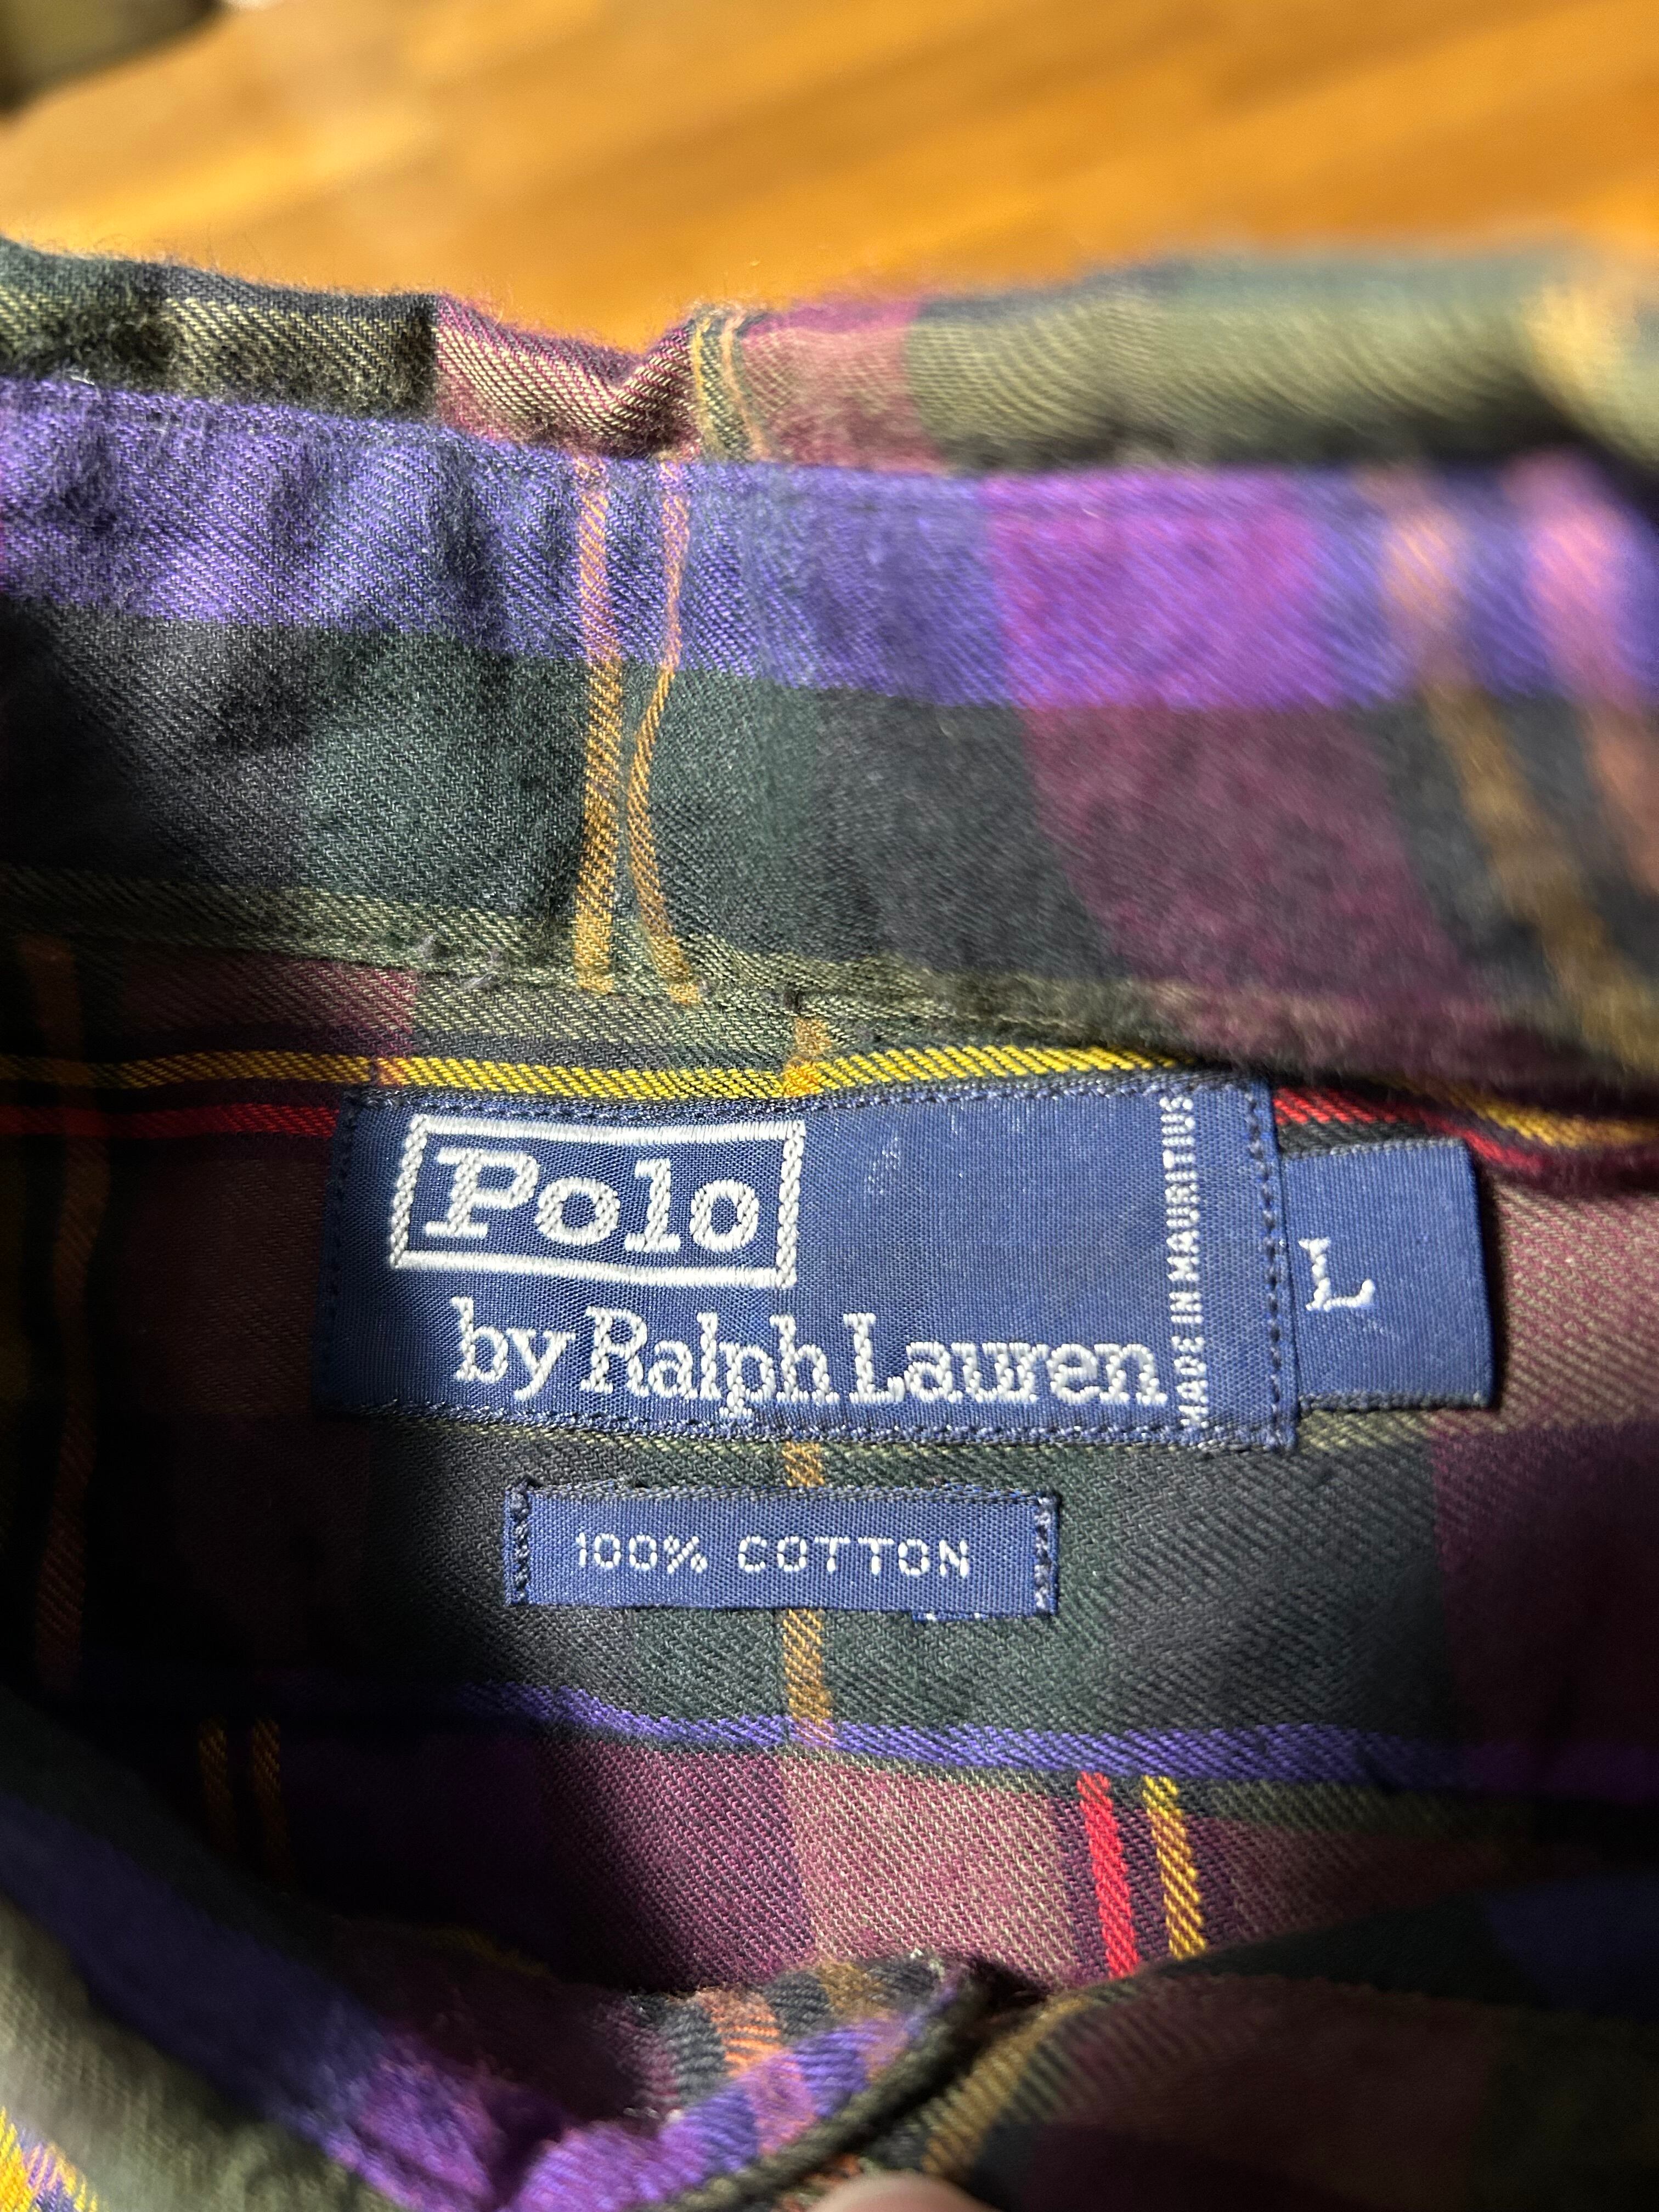 Polo
by Ralph Lauren
MADE IN MAURITIUS
L
100% COTTON